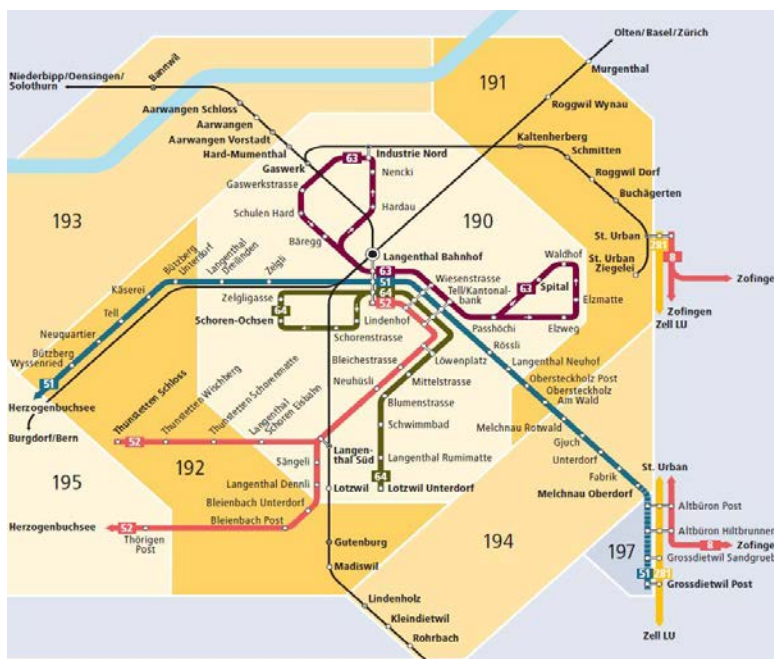 Olten/Basel/Zürich
Murgenthal
191
Niederbipp/Oensingen/
Solothurn
Bannwil
Roggwil Wynau
Aarwangen Schloss
Aarwangen
Aarwangen Vorstadt
Hard-Mumenthal
Gaswerk
Kaltenherberg
Schmitten
Roggwil Dorf
Buchägerten
63
Industrie Nord
Nencki
Gaswerkstrasse
Hardau
Schulen Hard
193
190
Bäregg
Langenthal Bahnhof
St. Urban
281
8
St. Urban
Ziegelei
Zofingen
Zell LU
Zofinge
Bützberg
Unterdorf
Langenthal
Dreilinden
Zelgli
Käserei
Tell
Neuquartier
Bützberg
Wyssenried
51
Herzogenbuchsee
Burgdorf/Bern
63
51
64
52
Wiesenstrasse
Tell/Kantonal-
bank
Waldhof
63
Spital
Elzmatte
Passhöchi
Elzweg
Zelgligasse
64
Schoren-Ochsen
Lindenhof
Schorenstrasse
Rössli
Langenthal Neuhof
Obersteckholz Post
Obersteckholz
Am Wald
Melchnau Rotwald
Gjuch
Unterdorf
Fabrik
Melchnau Oberdorf
Bleichestrasse
Löwenplatz
Neuhüsli
Mittelstrasse
Blumenstrasse
Schwimmbad
Langenthal Rumimatte
64
Lotzwil Unterdorf
Thunstetten Schloss
Thunstetten Wischberg
Thunstetten Schorenmatte
Langenthal
Schoren Eisbahn
52
Langen-
thal Süd
Sängeli
Langenthal Dennli
Lotzwil
Bleienbach Unterdorf
Bleienbach Post
192
195
Herzogenbuchsee
52
Thörigen
Post
Gutenburg
Madiswil
Lindenholz
Kleindietwil
Rohrbach
194
197
St. Urban
Altbüron Post
Altbüron Hiltbrunnen
8
Zofinge
Grossdietwil Sandgrueb
51
281
Grossdietwil Post
Zell LU